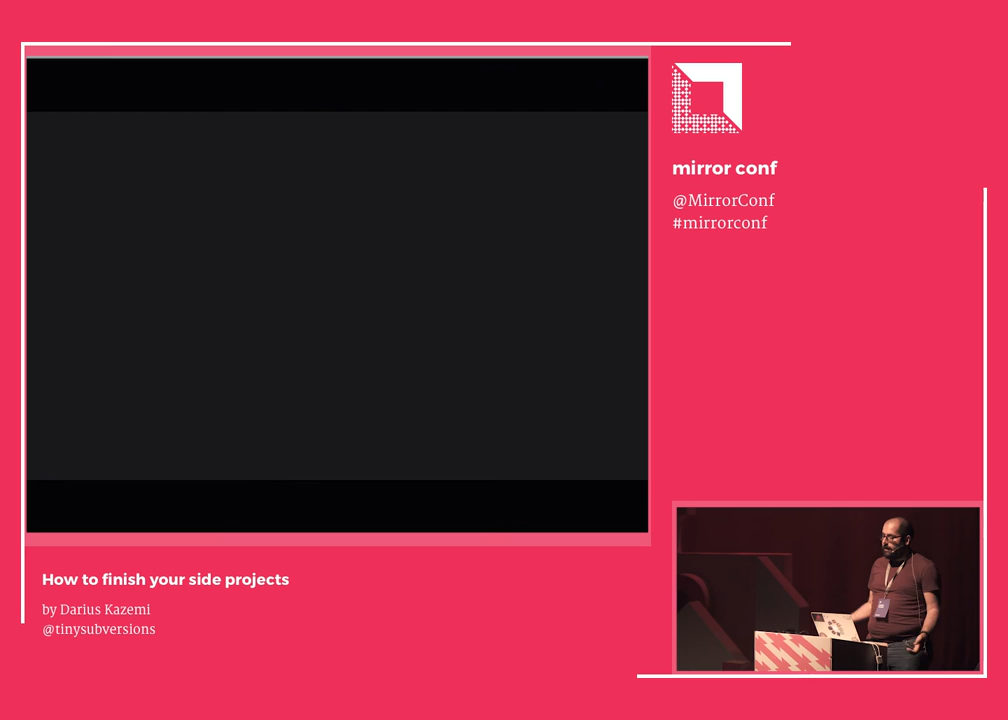 mirror conf
@MirrorConf
#mirrorconf
How to finish your side projects
by Darius Kazemi
@tinysubversions